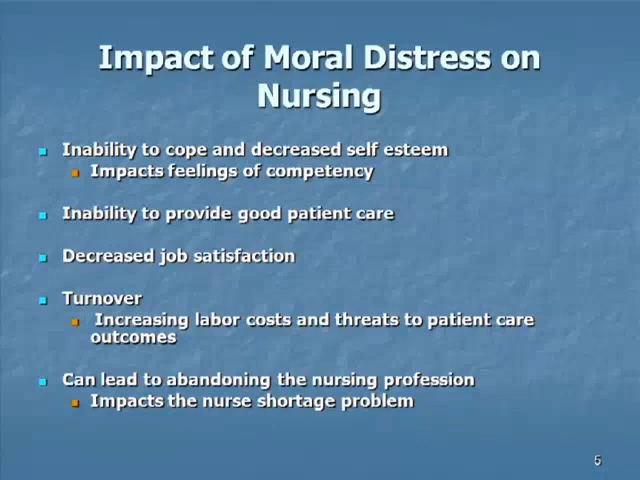 Impact of Moral Distress on
Nursing
Inability to cope and decreased self esteem
Impacts feelings of competency
Inability to provide good patient care
Decreased job satisfaction
Turnover
Increasing labor costs and threats to patient care
outcomes
Can lead to abandoning the nursing profession
Impacts the nurse shortage problem
5